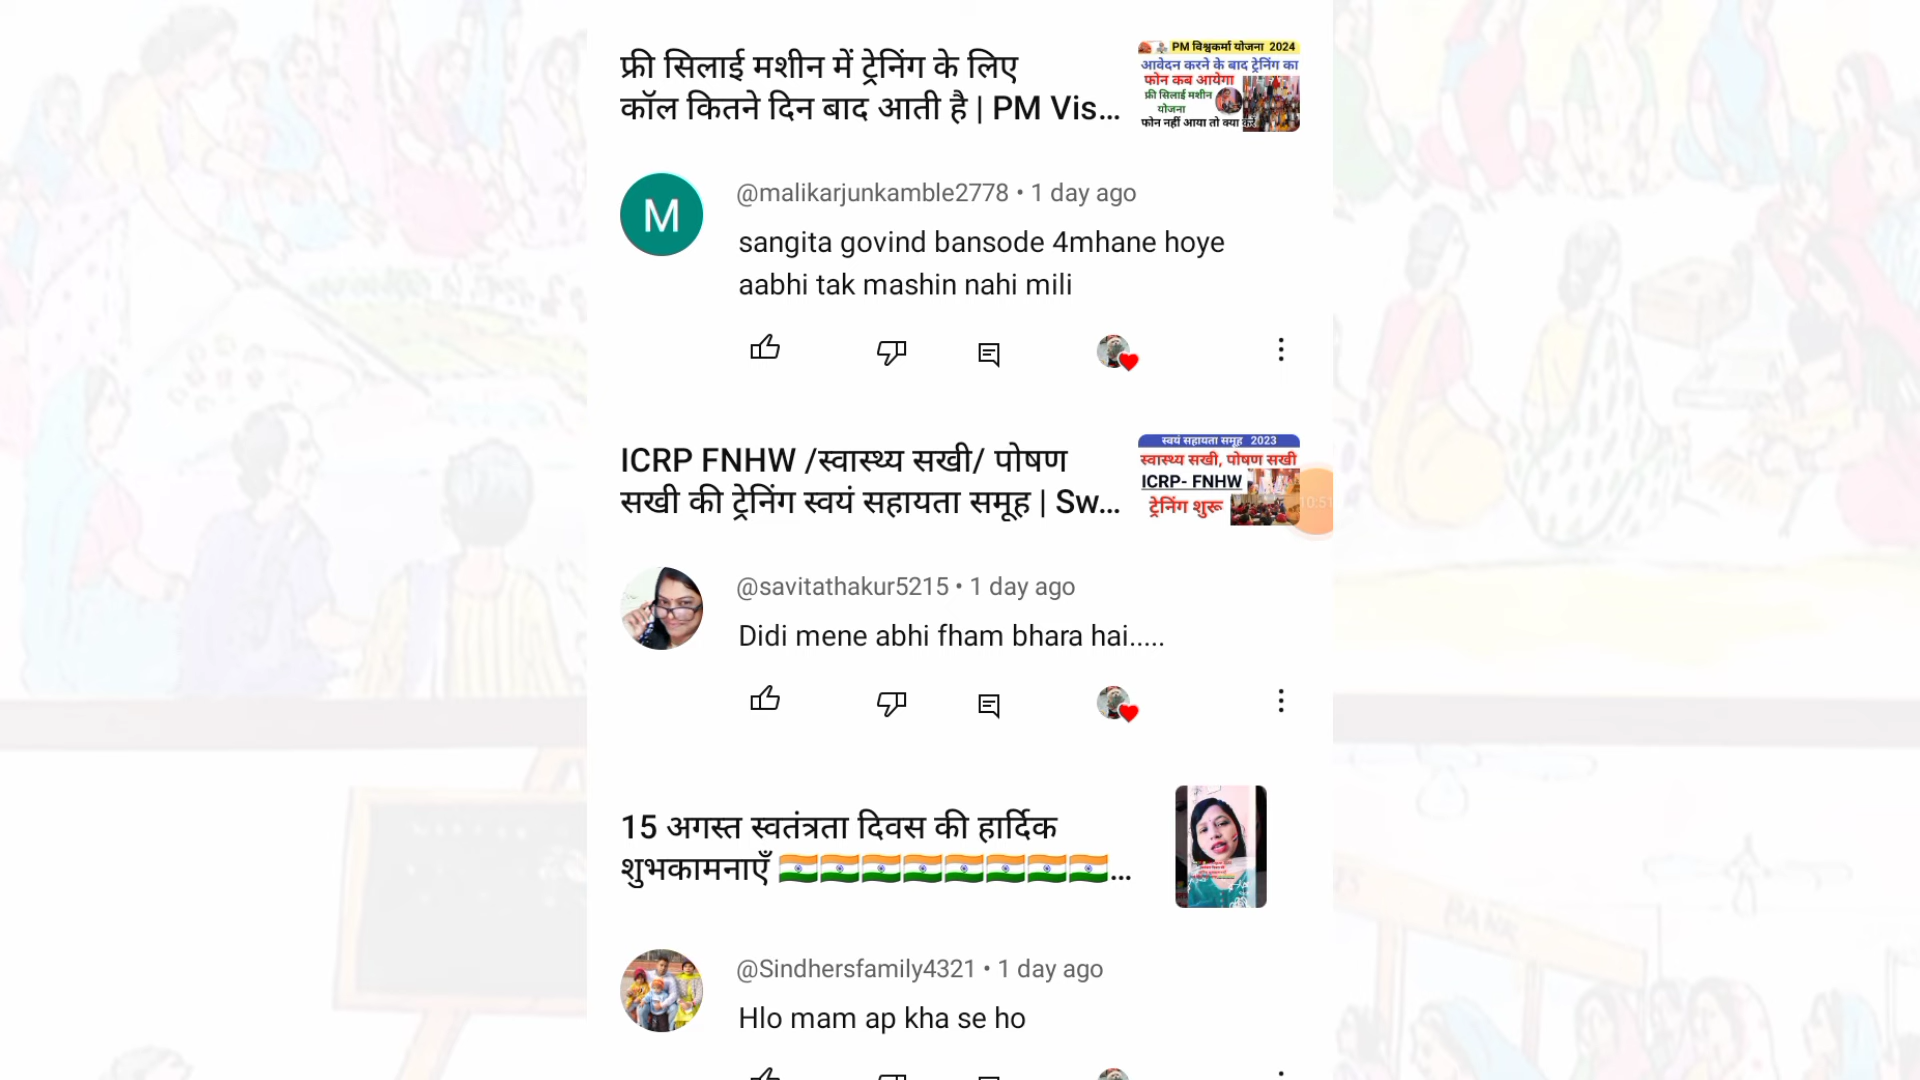 फ्री सिलाई मशीन में ट्रेनिंग के लिए
कॉल कितने दिन बाद आती है | PM Vis...
PM विश्वकर्मा योजना 2024
आवेदन करने के बाद ट्रेनिंग का
फोन कब आयेगा
फ्री सिलाई मशीन
योजना
फोन नहीं आया तो क्या करें
M
@malikarjunkamble2778 • 1 day ago
sangita govind bansode 4mhane hoye
aabhi tak mashin nahi mili
ICRP FNHW /स्वास्थ्य सखी/ पोषण
सखी की ट्रेनिंग स्वयं सहायता समूह | Sw...
स्वयं सहायता समूह 2023
स्वास्थ्य सखी, पोषण सखी
ICRP- FNHW
ट्रेनिंग शुरू
10:51
@savitathakur5215 • 1 day ago
Didi mene abhi fham bhara hai.....
15 अगस्त स्वतंत्रता दिवस की हार्दिक
शुभकामनाएँ 🇮🇳🇮🇳🇮🇳🇮🇳🇮🇳🇮🇳🇮🇳🇮🇳...
@Sindhersfamily4321 • 1 day ago
Hlo mam ap kha se ho
BANK